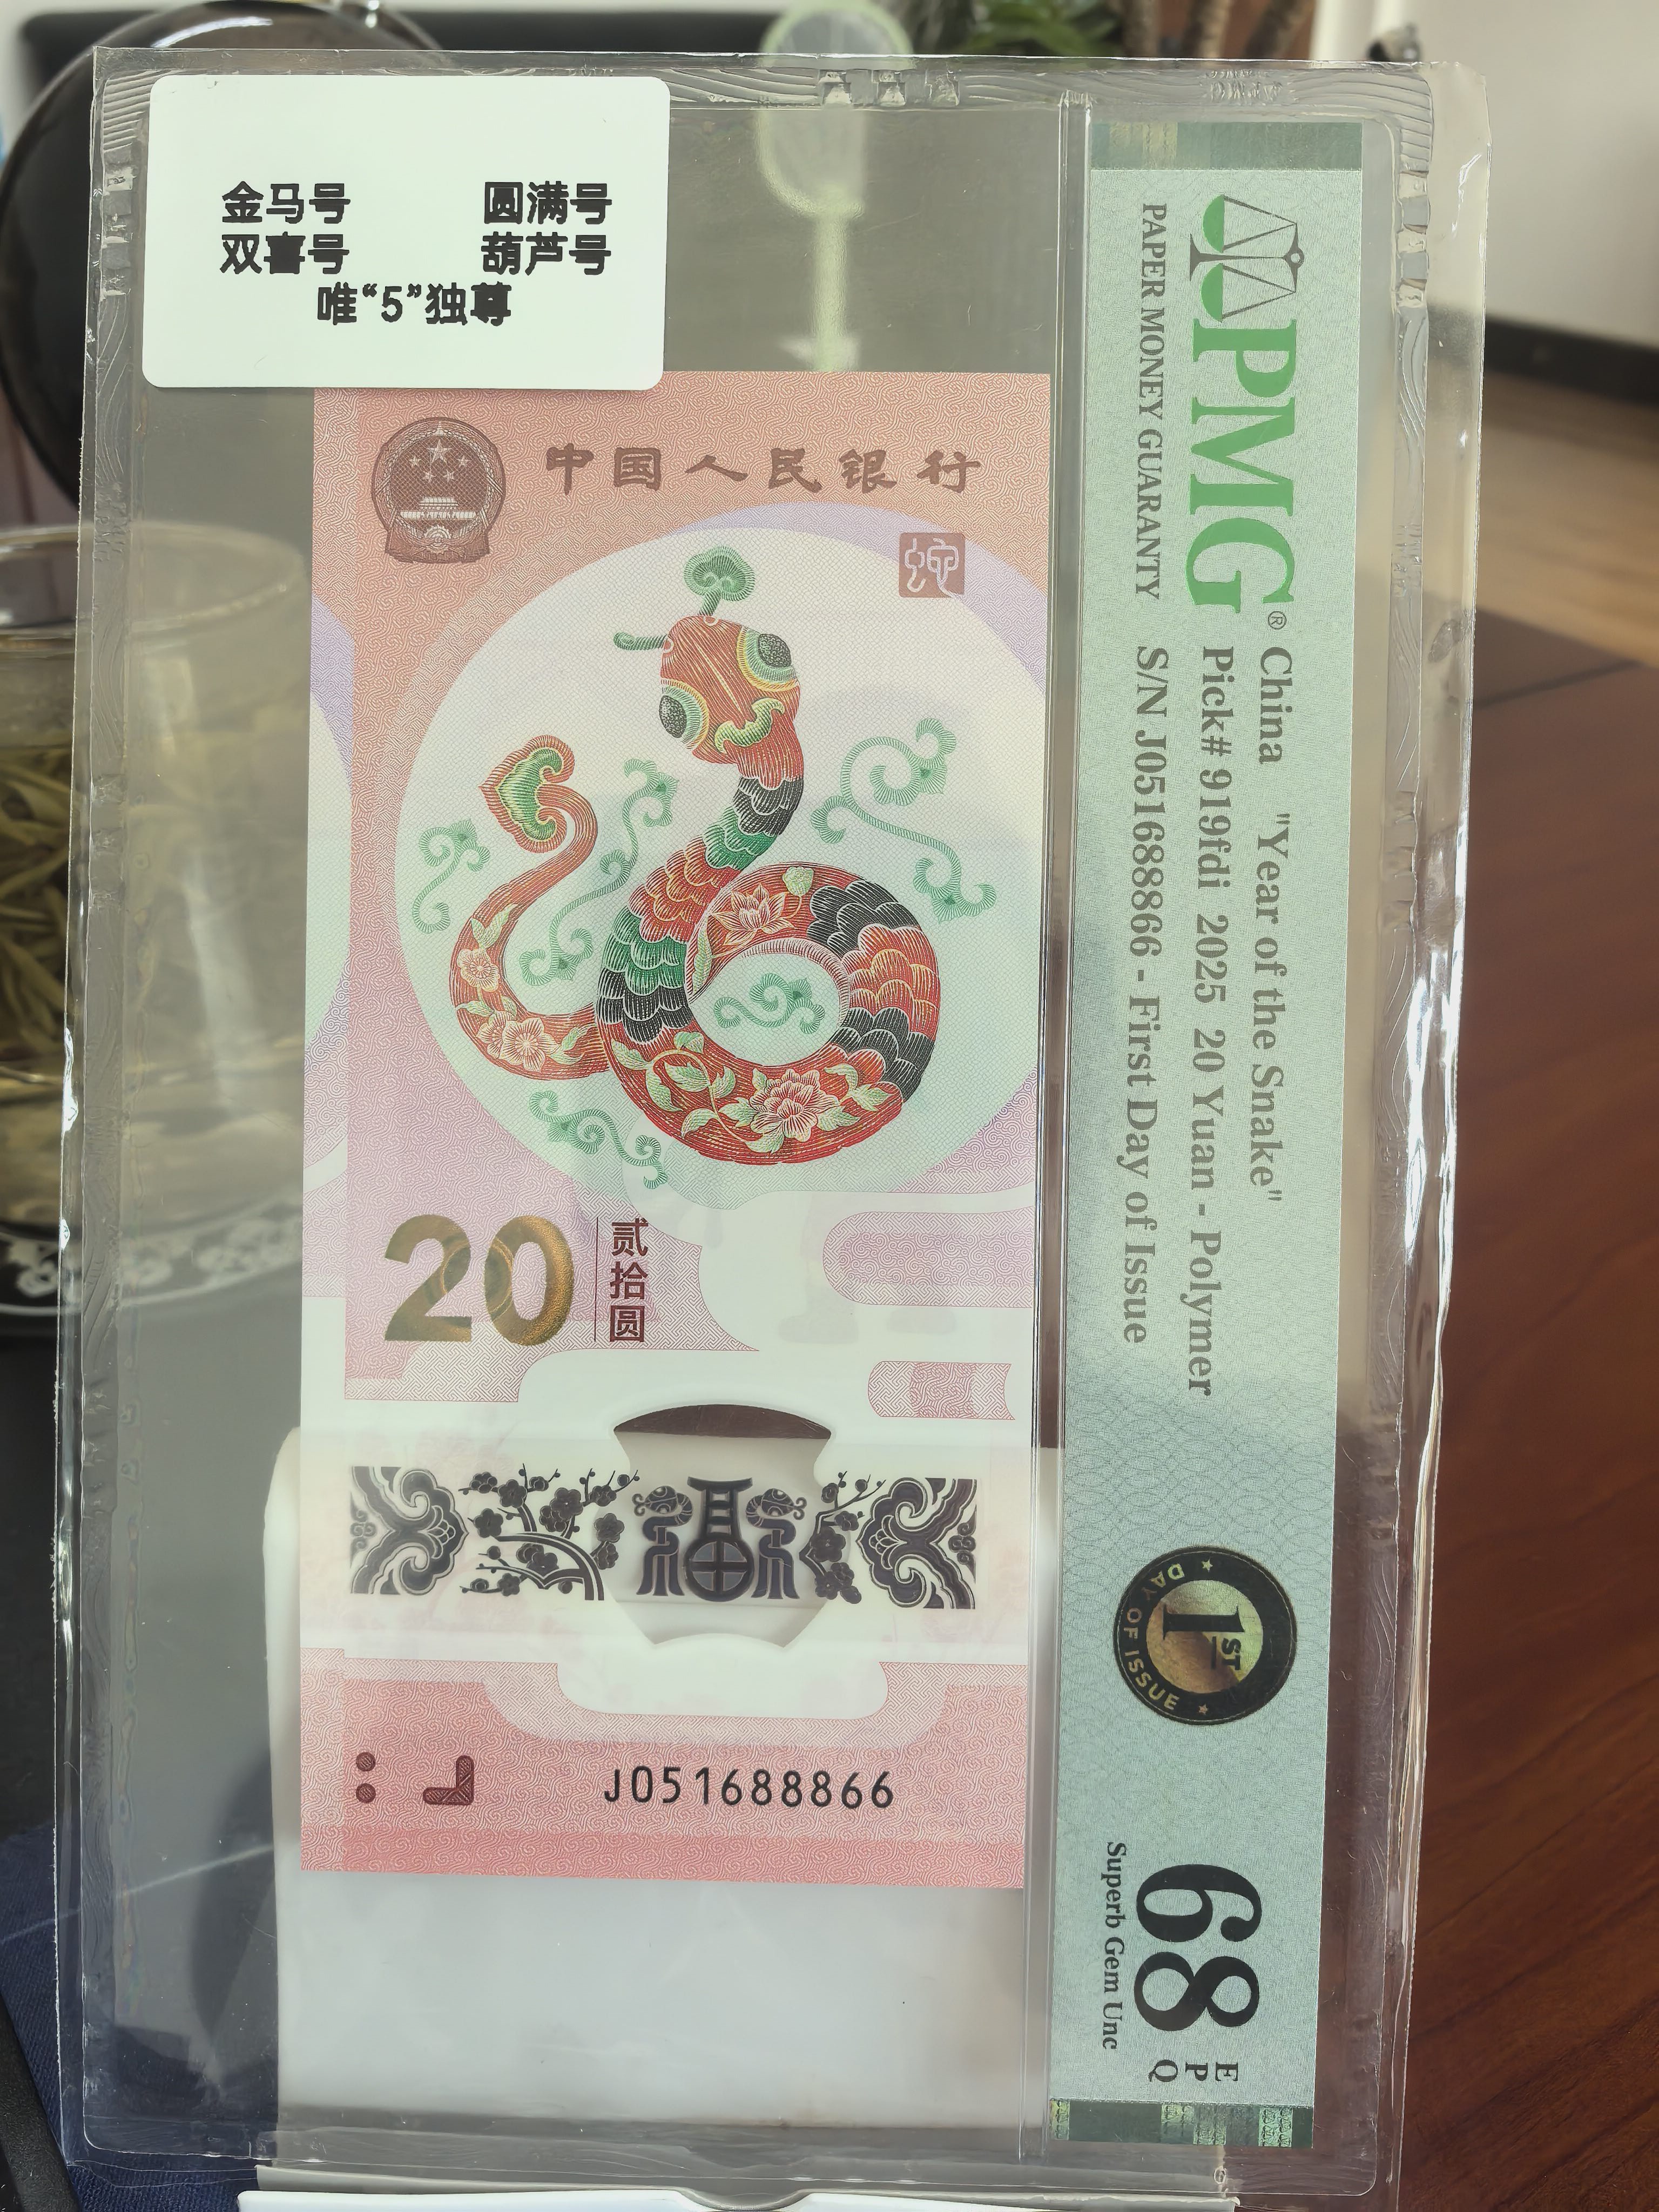 金马号 圆满号
双喜号 葫芦号
唯“5”独尊
中国人民银行
蛇
20 贰拾圆
福
J051688866
PMG®
PAPER MONEY GUARANTY
China "Year of the Snake"
Pick# 919fdi 2025 20 Yuan - Polymer
S/N J051688866 - First Day of Issue
1ST
DAY OF ISSUE
68 EPQ
Superb Gem Unc